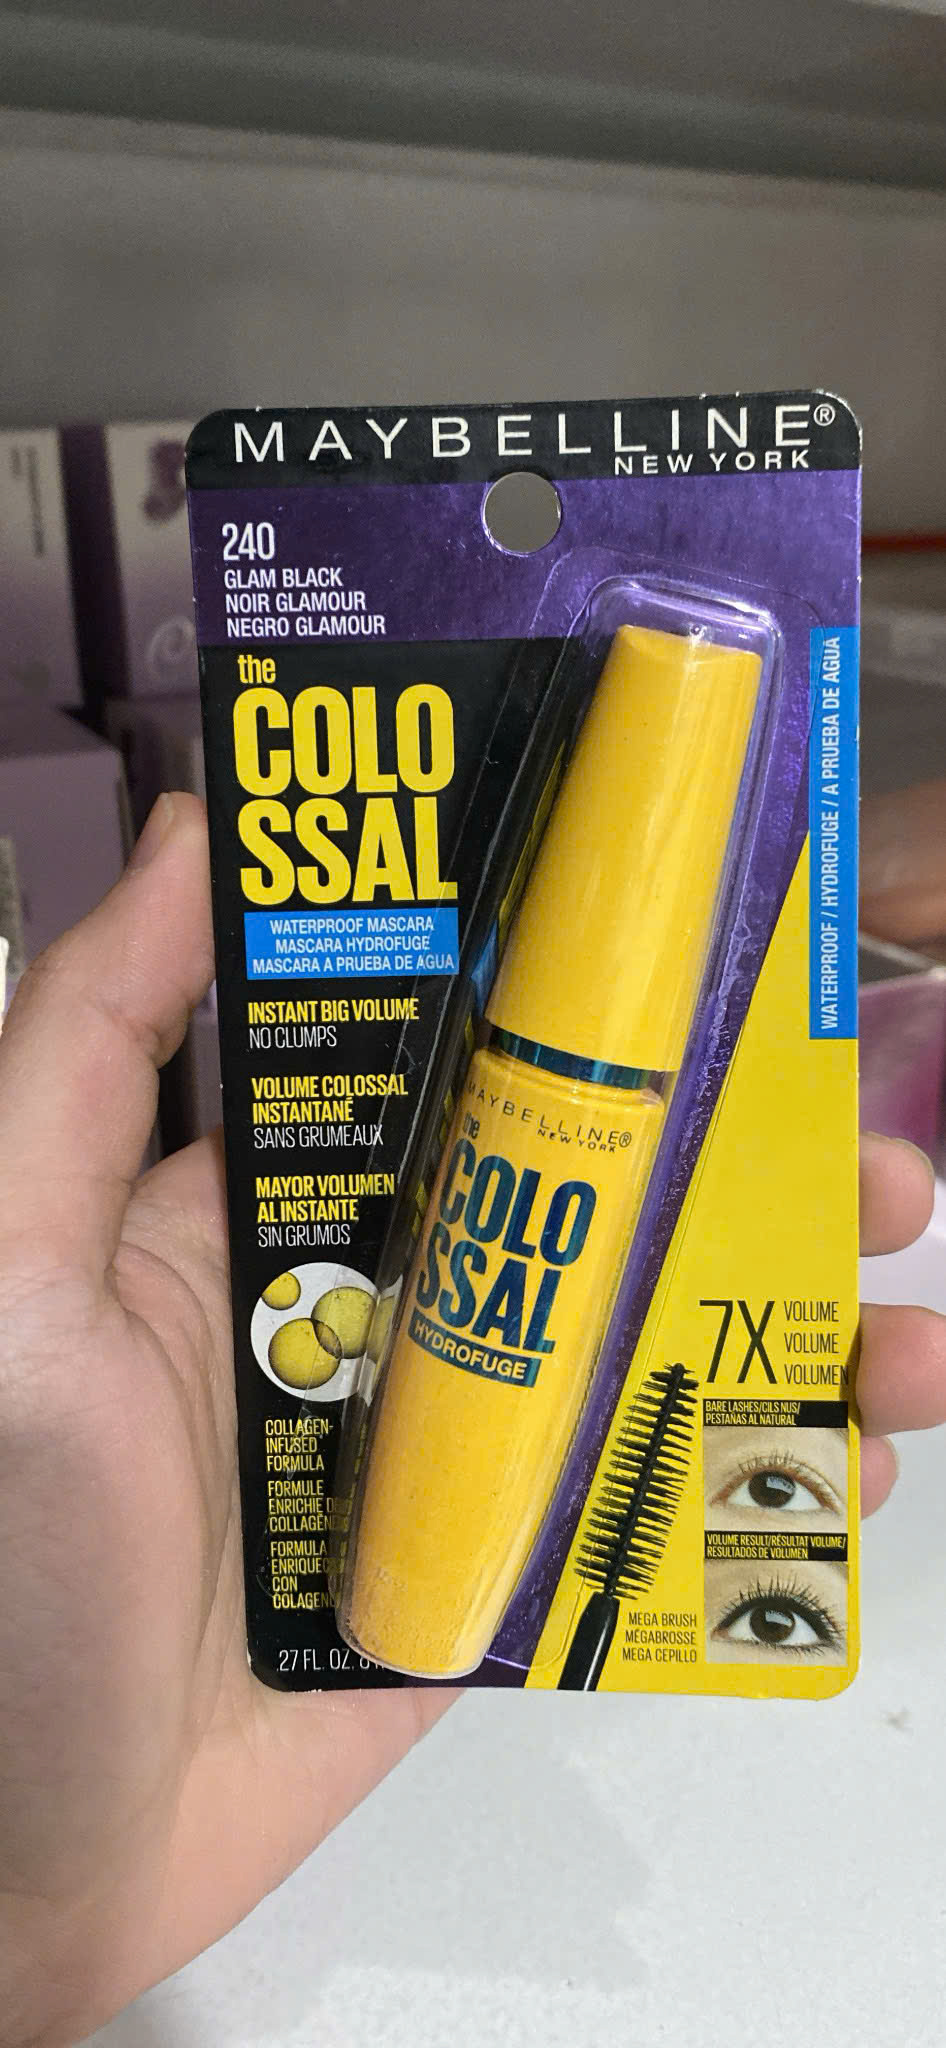 MAYBELLINE®
NEW YORK
240
GLAM BLACK
NOIR GLAMOUR
NEGRO GLAMOUR
the
COLO
SSAL
WATERPROOF MASCARA
MASCARA HYDROFUGE
MASCARA A PRUEBA DE AGUA
INSTANT BIG VOLUME
NO CLUMPS
VOLUME COLOSSAL
INSTANTANÉ
SANS GRUMEAUX
MAYOR VOLUMEN
AL INSTANTE
SIN GRUMOS
COLLAGEN-
INFUSED
FORMULA
FORMULE
ENRICHIE
COLLAGÈNE
FORMULA
CON
.27 FL. OZ.
WATERPROOF / HYDROFUGE / A PRUEBA DE AGUA
MAYBELLINE®
NEW YORK
the
COLO
SSAL
HYDROFUGE
7X
VOLUME
VOLUME
VOLUMEN
BARE LASHES/CILS NUS/
PESTAÑAS AL NATURAL
VOLUME RESULT/RÉSULTAT VOLUME/
RESULTADOS DE VOLUMEN
MEGA BRUSH
MÉGABROSSE
MEGA CEPILLO